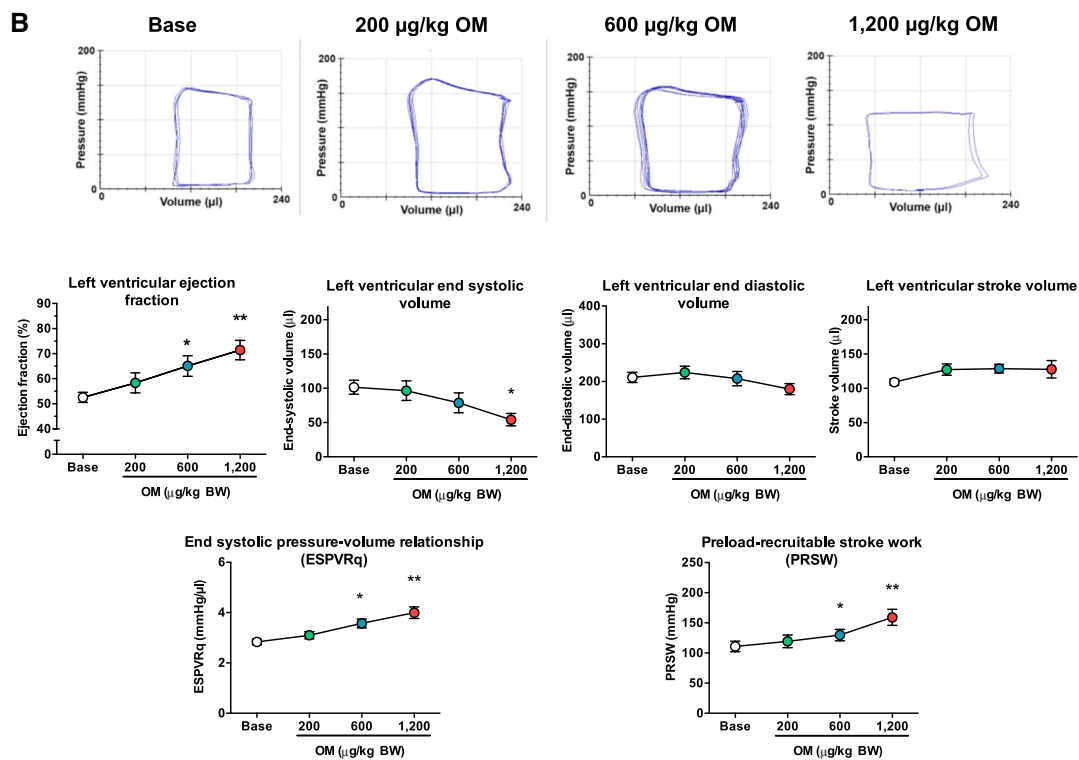 B
Base
200 µg/kg OM
600 µg/kg OM
1,200 µg/kg OM
200
100
0
Pressure (mmHg)
Volume (µl)
240
200
100
0
Pressure (mmHg)
0
Volume (µl)
240
200
100
0
Pressure (mmHg)
0
Volume (µl)
240
200
100
0
Pressure (mmHg)
0
Volume (µl)
240
Left ventricular ejection
fraction
Ejection fraction (%)
90
80
70
60
50
40
0
*
**
Base
200
600
1,200
OM (µg/kg BW)
Left ventricular end systolic
volume
End-systolic volume (µl)
200
150
100
50
0
*
Base
200
600
1,200
OM (µg/kg BW)
Left ventricular end diastolic
volume
End-diastolic volume (µl)
400
300
200
100
0
Base
200
600
1,200
OM (µg/kg BW)
Left ventricular stroke volume
Stroke volume (µl)
200
150
100
50
0
Base
200
600
1,200
OM (µg/kg BW)
End systolic pressure-volume relationship
(ESPVRq)
ESPVRq (mmHg/µl)
6
4
2
0
*
**
Base
200
600
1,200
OM (µg/kg BW)
Preload-recruitable stroke work
(PRSW)
PRSW (mmHg)
250
200
150
100
50
0
*
**
Base
200
600
1,200
OM (µg/kg BW)